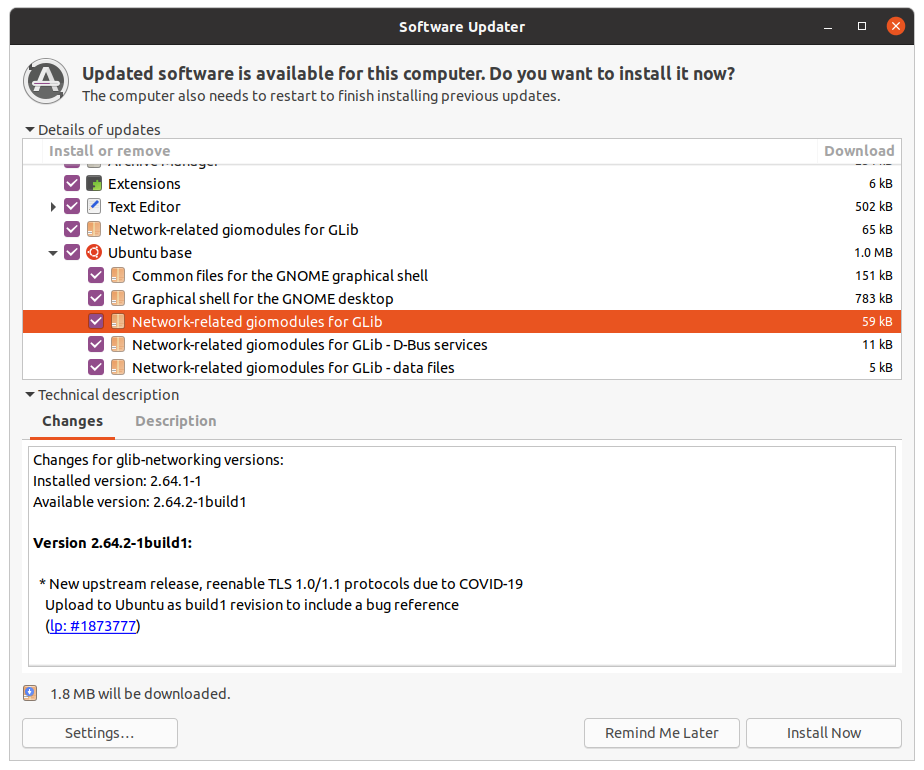 Software Updater
Updated software is available for this computer. Do you want to install it now?
The computer also needs to restart to finish installing previous updates.
Details of updates
Install or remove Download
Archive Manager
Extensions 6 kB
Text Editor 502 kB
Network-related giomodules for GLib 65 kB
Ubuntu base 1.0 MB
Common files for the GNOME graphical shell 151 kB
Graphical shell for the GNOME desktop 783 kB
Network-related giomodules for GLib 59 kB
Network-related giomodules for GLib - D-Bus services 11 kB
Network-related giomodules for GLib - data files 5 kB
Technical description
Changes Description
Changes for glib-networking versions:
Installed version: 2.64.1-1
Available version: 2.64.2-1build1
Version 2.64.2-1build1:
* New upstream release, reenable TLS 1.0/1.1 protocols due to COVID-19
Upload to Ubuntu as build1 revision to include a bug reference
(lp: #1873777)
1.8 MB will be downloaded.
Settings…
Remind Me Later
Install Now